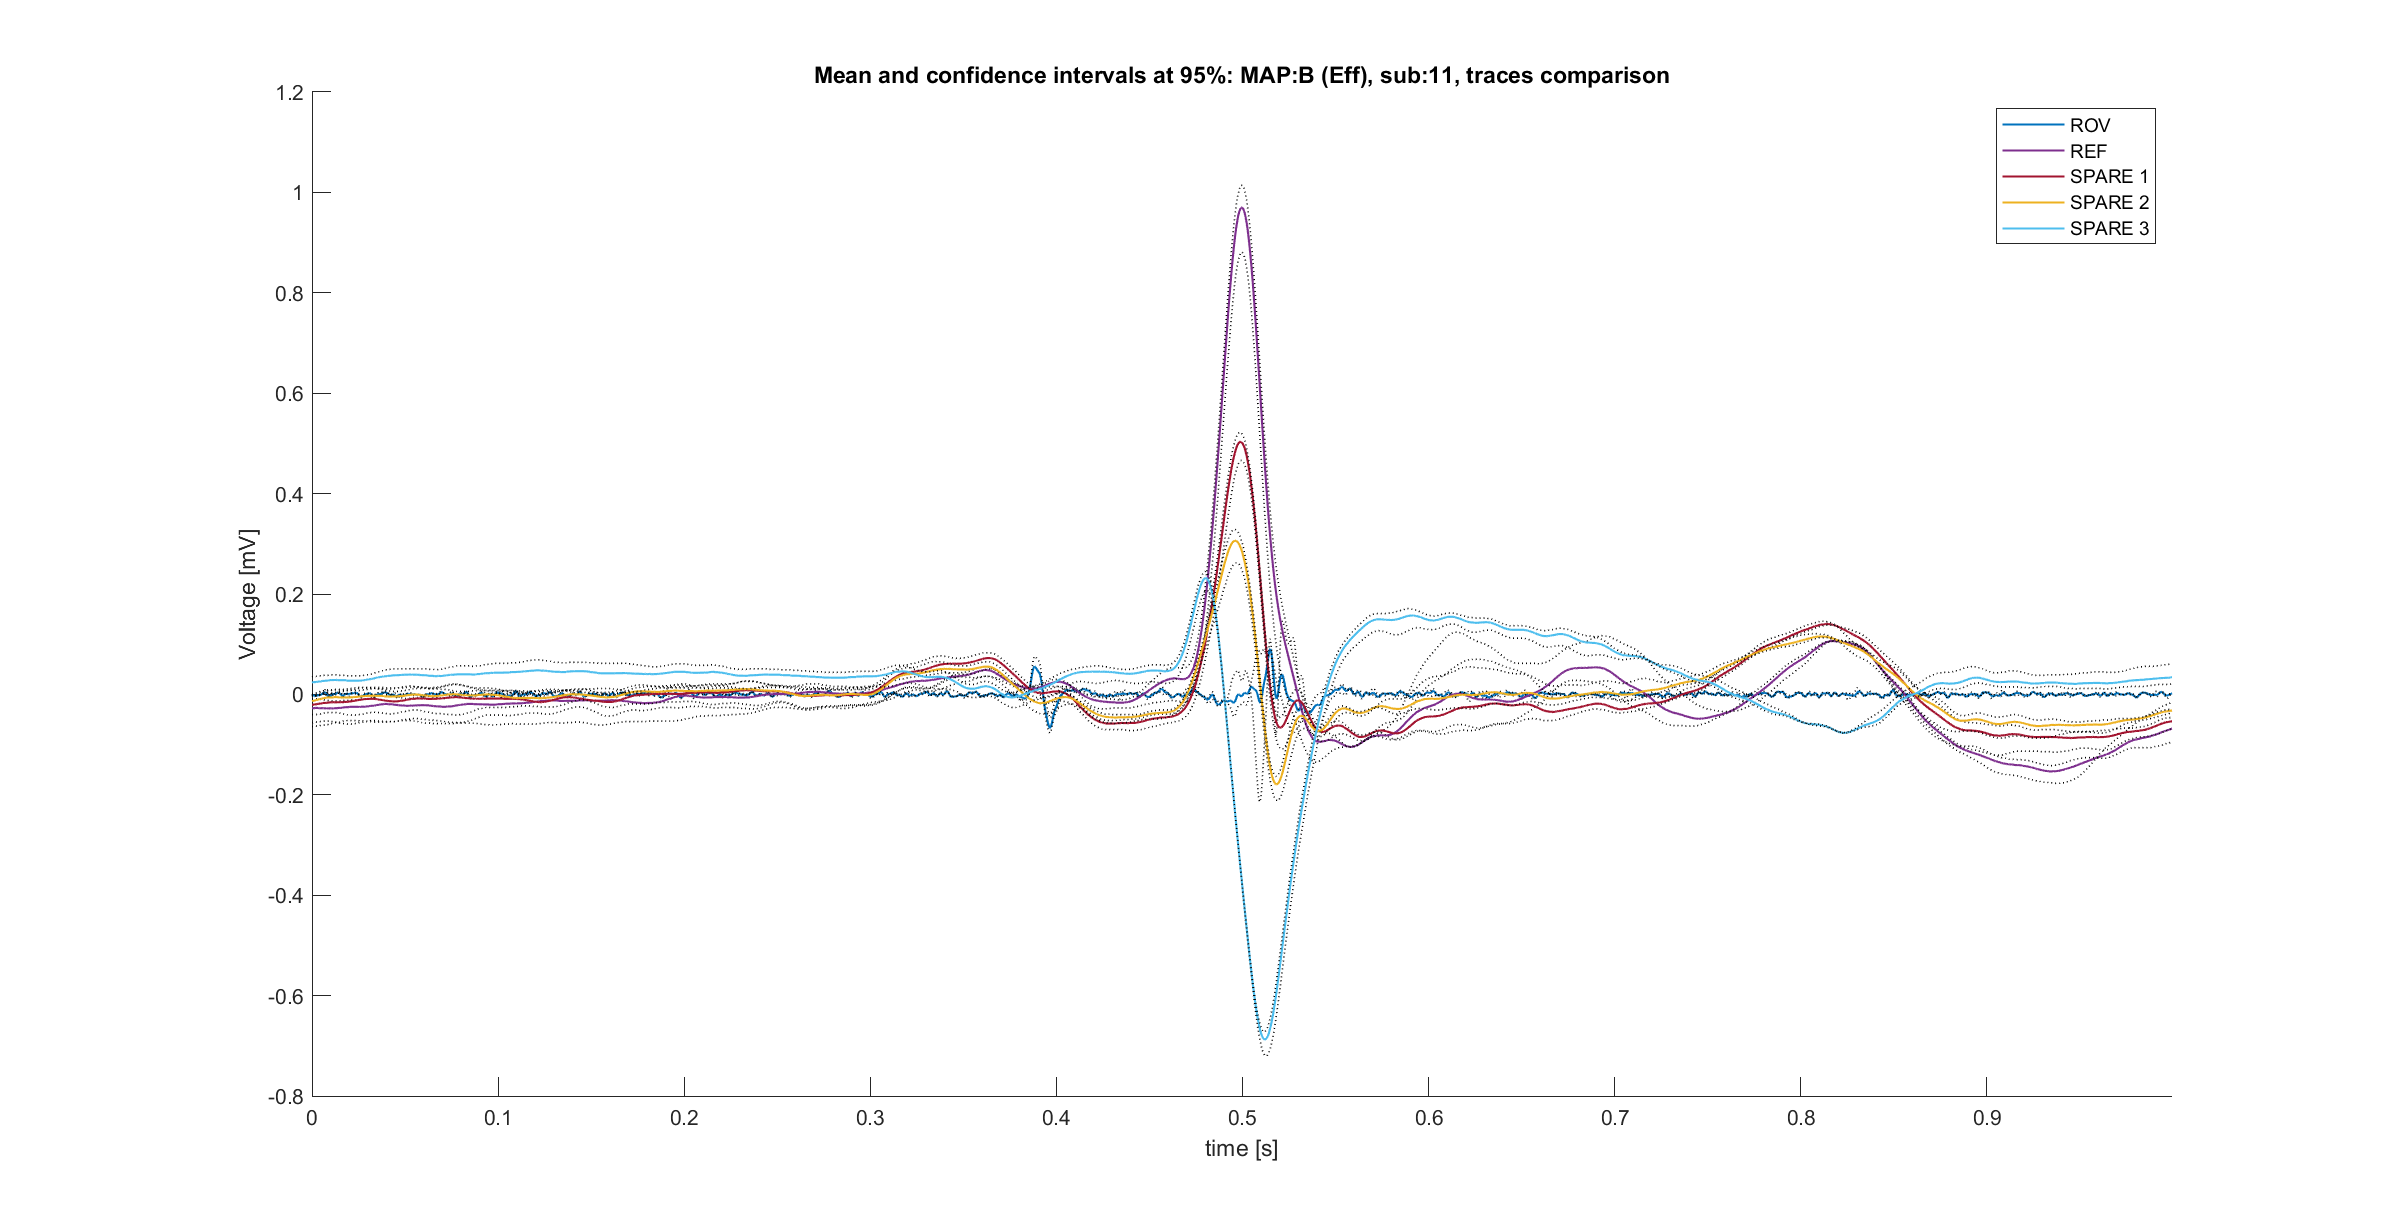 Mean and confidence intervals at 95%: MAP:B (Eff), sub:11, traces comparison
1.2
1
0.8
0.6
0.4
0.2
0
-0.2
-0.4
-0.6
-0.8
Voltage [mV]
ROV
REF
SPARE 1
SPARE 2
SPARE 3
0 0.1 0.2 0.3 0.4 0.5 0.6 0.7 0.8 0.9
time [s]